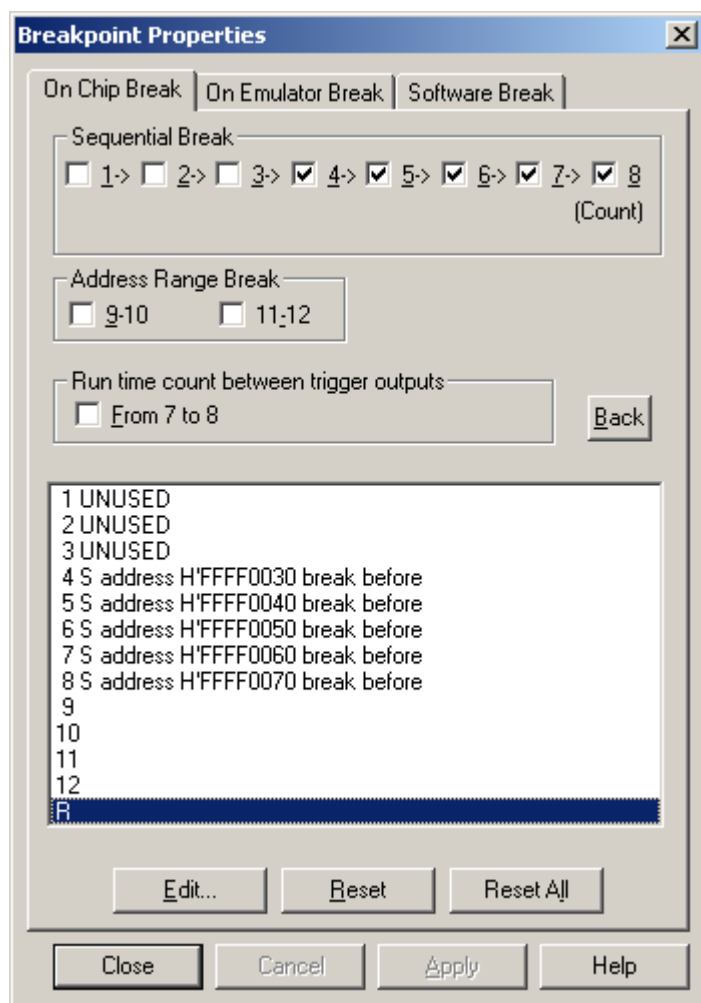 Breakpoint Properties
On Chip Break On Emulator Break Software Break
Sequential Break
1-> 2-> 3-> 4-> 5-> 6-> 7-> 8
(Count)
Address Range Break
9-10 11-12
Run time count between trigger outputs
From 7 to 8
Back
1 UNUSED
2 UNUSED
3 UNUSED
4 S address H'FFFF0030 break before
5 S address H'FFFF0040 break before
6 S address H'FFFF0050 break before
7 S address H'FFFF0060 break before
8 S address H'FFFF0070 break before
9
10
11
12
R
Edit... Reset Reset All
Close Cancel Apply Help